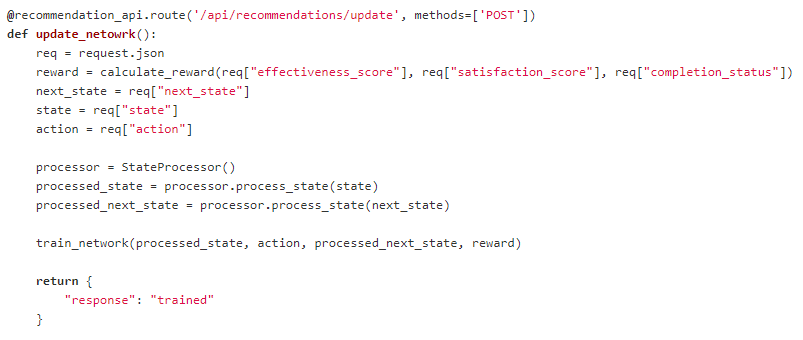 @recommendation_api.route('/api/recommendations/update', methods=['POST'])
def update_netowrk():
    req = request.json
    reward = calculate_reward(req["effectiveness_score"], req["satisfaction_score"], req["completion_status"])
    next_state = req["next_state"]
    state = req["state"]
    action = req["action"]

    processor = StateProcessor()
    processed_state = processor.process_state(state)
    processed_next_state = processor.process_state(next_state)

    train_network(processed_state, action, processed_next_state, reward)

    return {
        "response": "trained"
    }